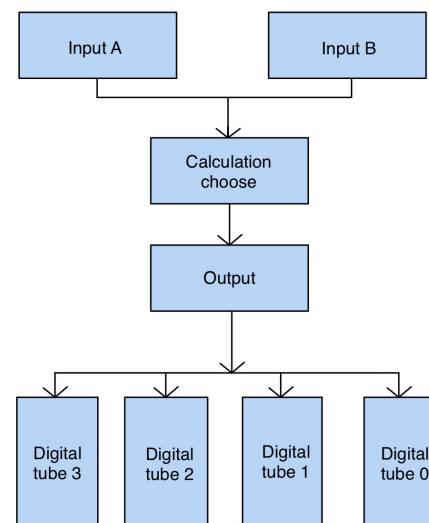 Input A
Input B
Calculation
choose
Output
Digital
tube 3
Digital
tube 2
Digital
tube 1
Digital
tube 0